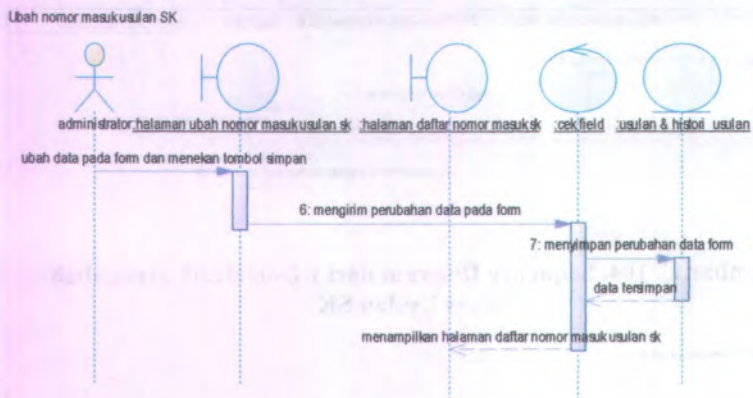 Ubah nomor masuk usulan SK
administrator :halaman ubah nomor masuk usulan sk :halaman daftar nomor masuk sk :cek field :usulan & histori_usulan
ubah data pada form dan menekan tombol simpan
6: mengirim perubahan data pada form
7: menyimpan perubahan data form
data tersimpan
menampilkan halaman daftar nomor masuk usulan sk